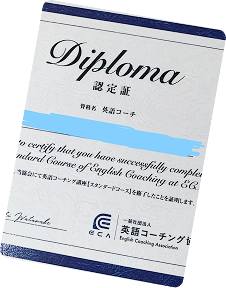 Diploma
認定証
資格名 英語コーチ
to certify that you have successfully comple
ndard Course of English Coaching at
当協会にて英語コーチング講座【スタンダードコース】を修了したことを証明します
Watanabe
ECA
一般社団法人
英語コーチング
English Coaching Association